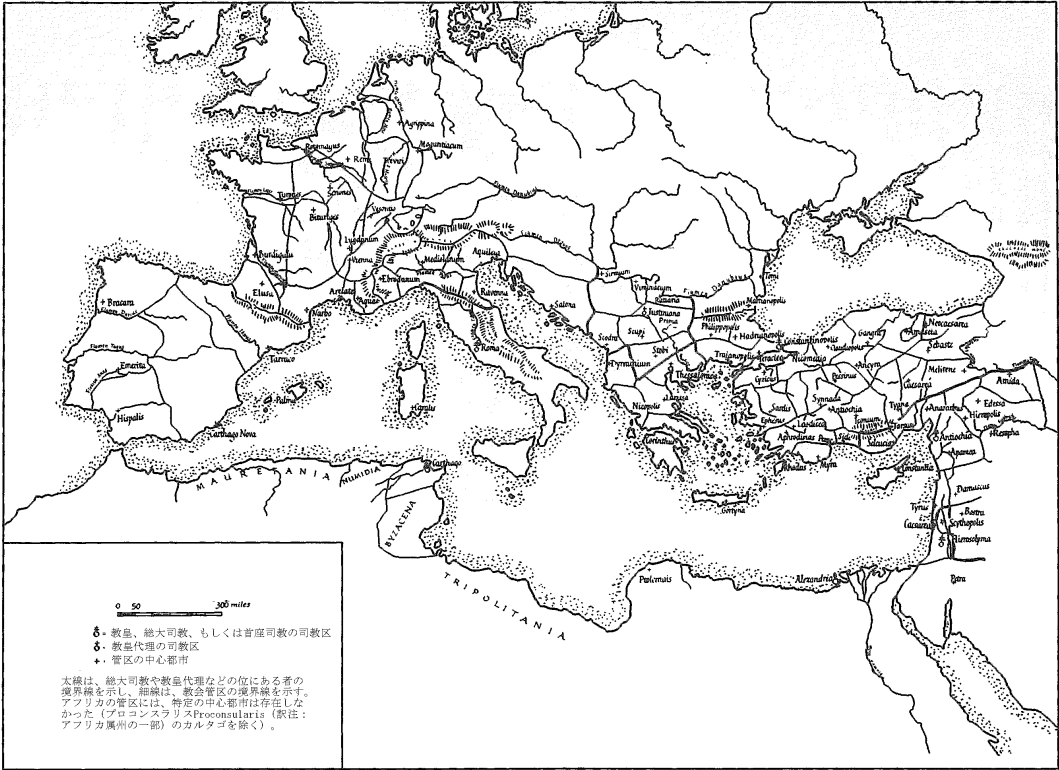 Agrippina
Maguntiacum
Rotomagus
Remi
Treveri
Turones
Senones
Bituriges
Lugdunum
Vienna
Burdigala
Elusa
Arelate
Aquae
Narbo
Ebrodunum
Mediolanum
Aquileia
Ravenna
Roma
Salona
Sirmium
Viminacum
Ratiaria
Justiniana
Prima
Scupi
Scodra
Stobi
Tomi
Marcianopolis
Philippopolis
Hadrianopolis
Constantinopolis
Trajanopolis
Heraclea
Thessalonica
Larissa
Nicopolis
Corinthus
Gortyna
Bracara
Emerita
Hispalis
Tarraco
Palma
Carthago Nova
Carthago
MAURETANIA
NUMIDIA
BYZACENA
TRIPOLITANIA
Ptolemais
Alexandria
Nicomedia
Claudiopolis
Gangra
Amaseia
Neocaesarea
Sebaste
Ancyra
Pessinus
Caesarea
Melitene
Amida
Cyzicus
Sardis
Synnada
Ephesus
Laodicea
Antiochia
Iconium
Tyana
Tarsus
Anazarbus
Edessa
Hieropolis
Aphrodisias
Perge
Side
Seleucia
Rhodus
Myra
Constantia
Antiochia
Apamea
Damascus
Bostra
Tyrus
Caesarea
Scythopolis
Hierosolyma
Petra
0 50 300 miles
= 教皇、総大司教、もしくは首座司教の司教区
・ 教皇代理の司教区
+ ・ 管区の中心都市
太線は、総大司教や教皇代理などの位にある者の
境界線を示し、細線は、教会管区の境界線を示す。
アフリカの管区には、特定の中心都市は存在しな
かった（プロコンスラリスProconsularis（訳注：
アフリカ属州の一部）のカルタゴを除く）。